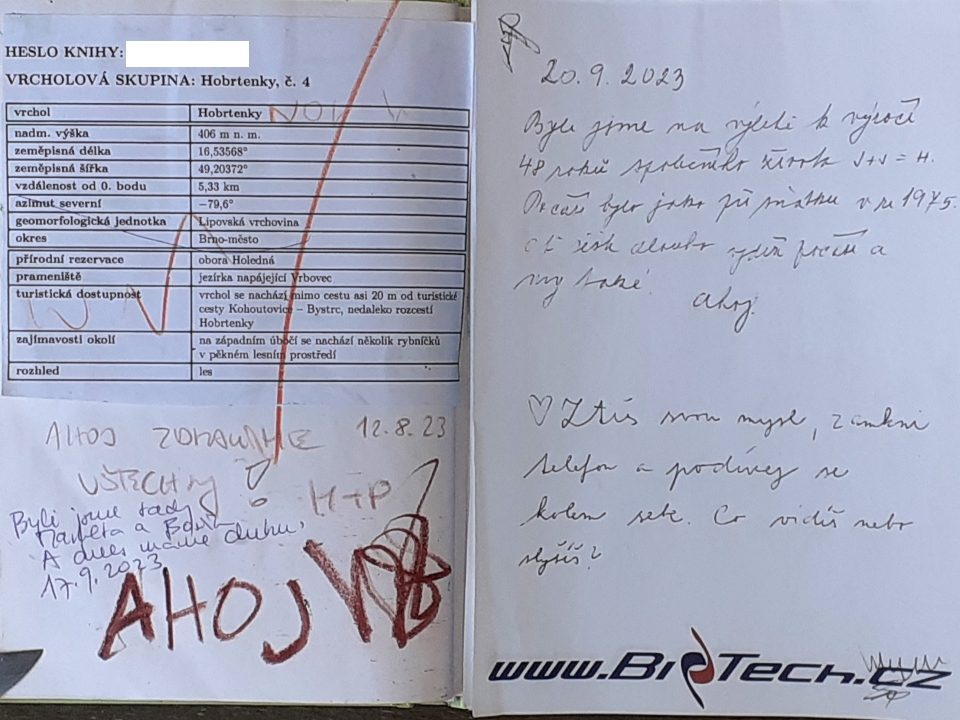 HESLO KNIHY:
VRCHOLOVÁ SKUPINA: Hobrtenky, č. 4
vrchol Hobrtenky
nadm. výška 406 m n. m.
zeměpisná délka 16,53568°
zeměpisná šířka 49,20372°
vzdálenost od 0. bodu 5,33 km
azimut severní −79,6°
geomorfologická jednotka Lipovská vrchovina
okres Brno-město
přírodní rezervace obora Holedná
prameniště jezírka napájející Vrbovec
turistická dostupnost vrchol se nachází mimo cestu asi 20 m od turistické
cesty Kohoutovice – Bystrc, nedaleko rozcestí
Hobrtenky
zajímavosti okolí na západním úbočí se nachází několik rybníčků
v pěkném lesním prostředí
rozhled les
AHOJ ZDRAVÍME 12.8.23
VŠECHNY
H+P
Byli jsme tady
Markéta a
A dnes máme duhu,
17.9.2023
AHOJ
20.9.2023
Byli jsme na výletě k výročí
48 roků společného života J+J = H.
Počasí bylo jako při sňatku v r. 1975.
dlouho vydrží počasí a
my také.
Ahoj.
♡ Ztiš svou mysl, zamkni
telefon a podívej se
kolem sebe. Co vidíš nebo
slyšíš?
www.BioTech.cz